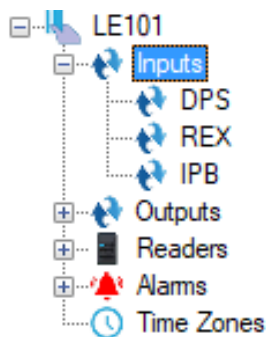 LE101
Inputs
DPS
REX
IPB
Outputs
Readers
Alarms
Time Zones